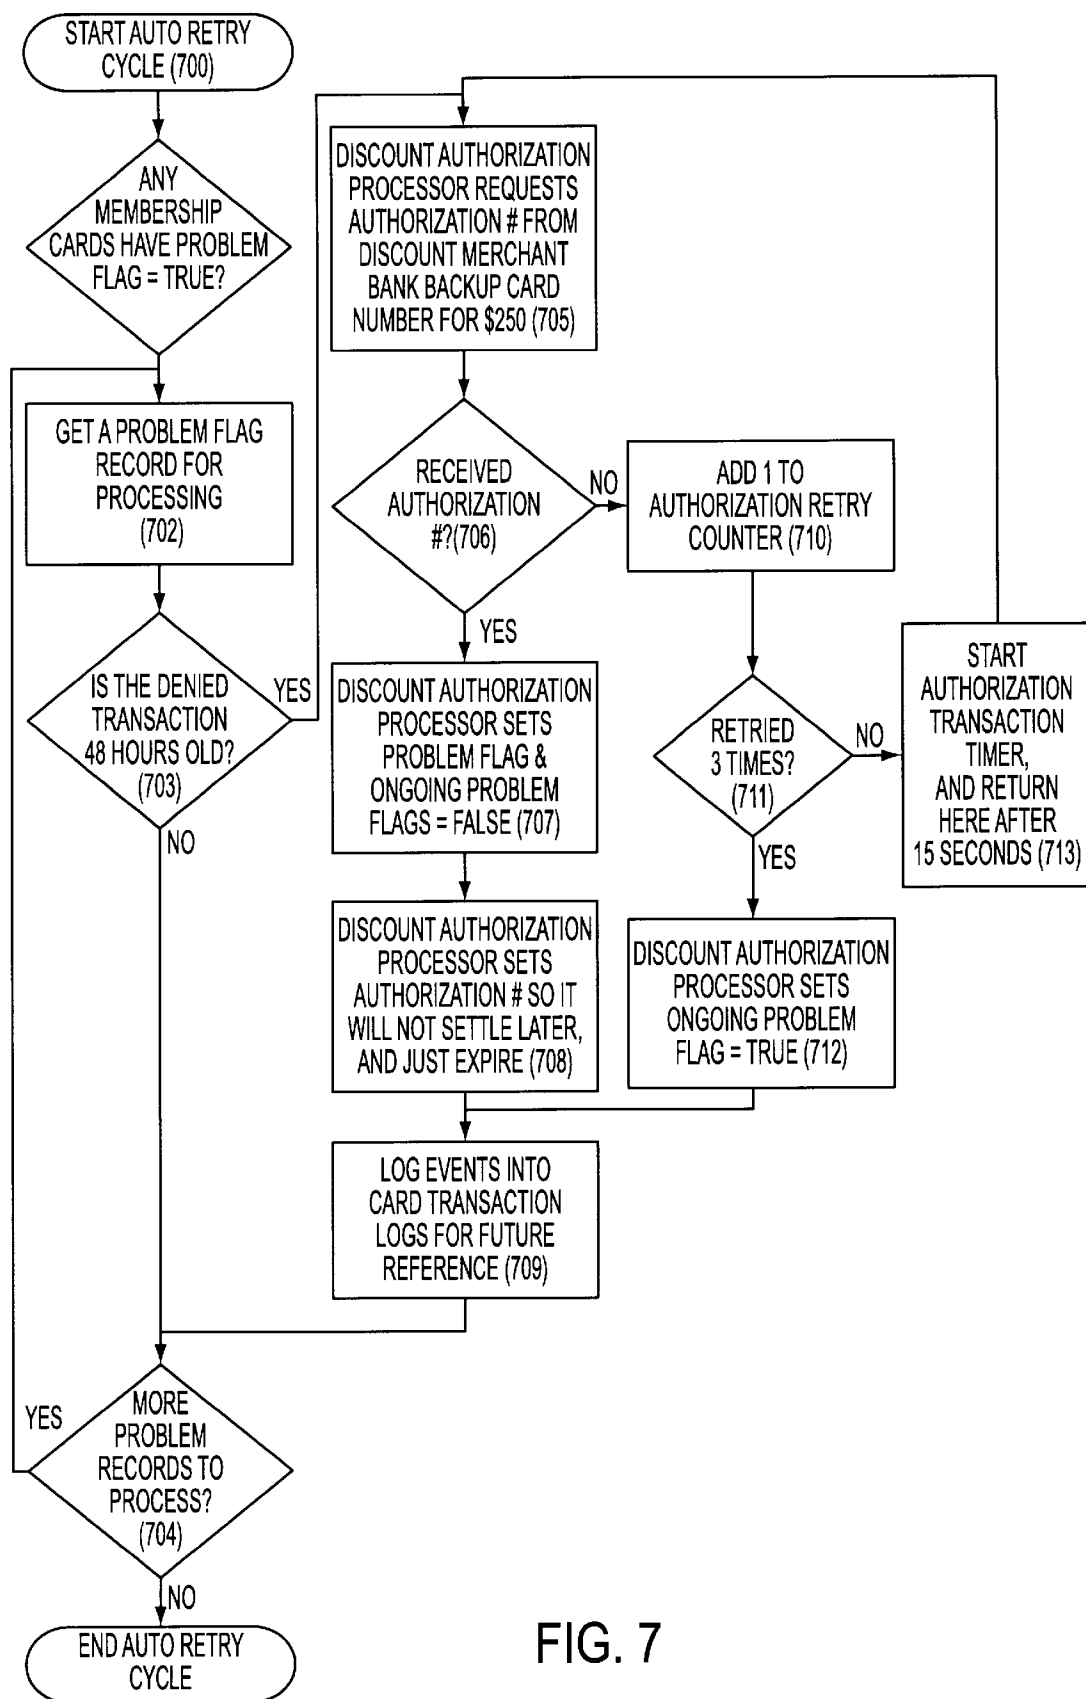 START AUTO RETRY
CYCLE (700)
ANY
MEMBERSHIP
CARDS HAVE PROBLEM
FLAG = TRUE?
GET A PROBLEM FLAG
RECORD FOR
PROCESSING
(702)
IS THE DENIED
TRANSACTION
48 HOURS OLD?
(703)
YES
NO
DISCOUNT AUTHORIZATION
PROCESSOR REQUESTS
AUTHORIZATION # FROM
DISCOUNT MERCHANT
BANK BACKUP CARD
NUMBER FOR $250 (705)
RECEIVED
AUTHORIZATION
#?(706)
NO
YES
ADD 1 TO
AUTHORIZATION RETRY
COUNTER (710)
DISCOUNT AUTHORIZATION
PROCESSOR SETS
PROBLEM FLAG &
ONGOING PROBLEM
FLAGS = FALSE (707)
RETRIED
3 TIMES?
(711)
NO
YES
START
AUTHORIZATION
TRANSACTION
TIMER,
AND RETURN
HERE AFTER
15 SECONDS (713)
DISCOUNT AUTHORIZATION
PROCESSOR SETS
AUTHORIZATION # SO IT
WILL NOT SETTLE LATER,
AND JUST EXPIRE (708)
DISCOUNT AUTHORIZATION
PROCESSOR SETS
ONGOING PROBLEM
FLAG = TRUE (712)
LOG EVENTS INTO
CARD TRANSACTION
LOGS FOR FUTURE
REFERENCE (709)
YES
MORE
PROBLEM
RECORDS TO
PROCESS?
(704)
NO
END AUTO RETRY
CYCLE
FIG. 7